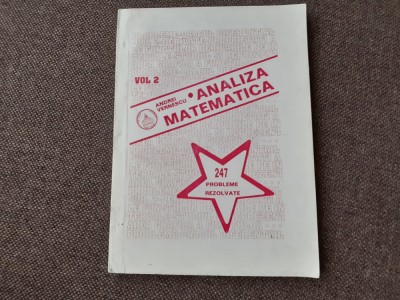 VOL 2
ANDREI
VERNESCU
• ANALIZA
MATEMATICA
247
PROBLEME
REZOLVATE